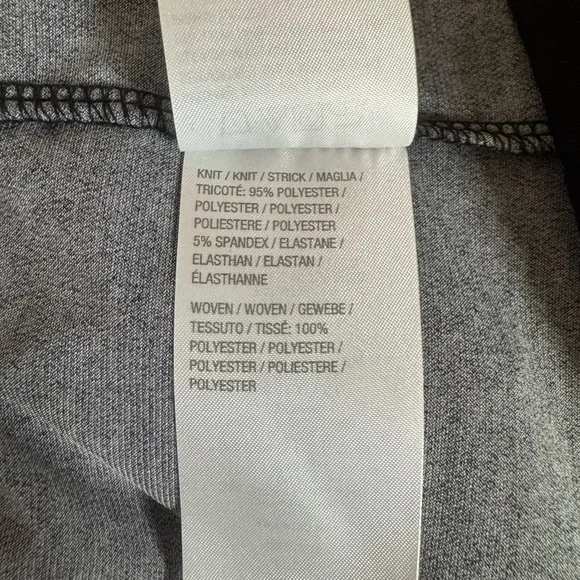 KNIT / KNIT / STRICK / MAGLIA /
TRICOTÉ: 95% POLYESTER /
POLYESTER / POLYESTER /
POLIESTERE / POLYESTER
5% SPANDEX / ELASTANE /
ELASTHAN / ELASTAN /
ÉLASTHANNE
WOVEN / WOVEN / GEWEBE /
TESSUTO / TISSÉ: 100%
POLYESTER / POLYESTER /
POLYESTER / POLIESTERE /
POLYESTER